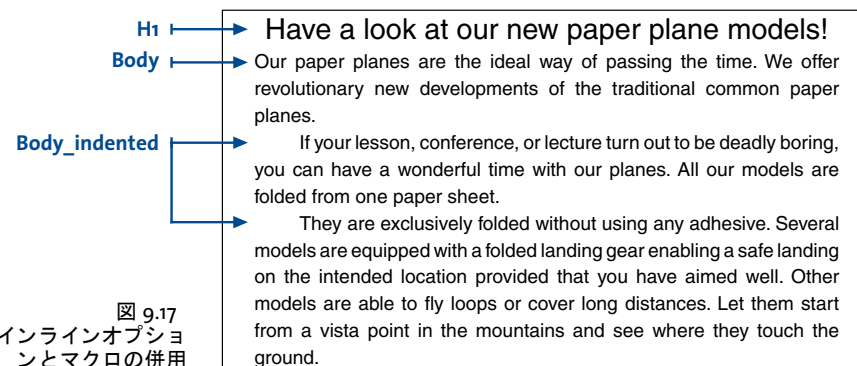 H1
Have a look at our new paper plane models!
Body
Our paper planes are the ideal way of passing the time. We offer
revolutionary new developments of the traditional common paper
planes.
Body_indented
If your lesson, conference, or lecture turn out to be deadly boring,
you can have a wonderful time with our planes. All our models are
folded from one paper sheet.
They are exclusively folded without using any adhesive. Several
models are equipped with a folded landing gear enabling a safe landing
on the intended location provided that you have aimed well. Other
models are able to fly loops or cover long distances. Let them start
from a vista point in the mountains and see where they touch the
ground.
図 9.17
インラインオプショ
ンとマクロの併用